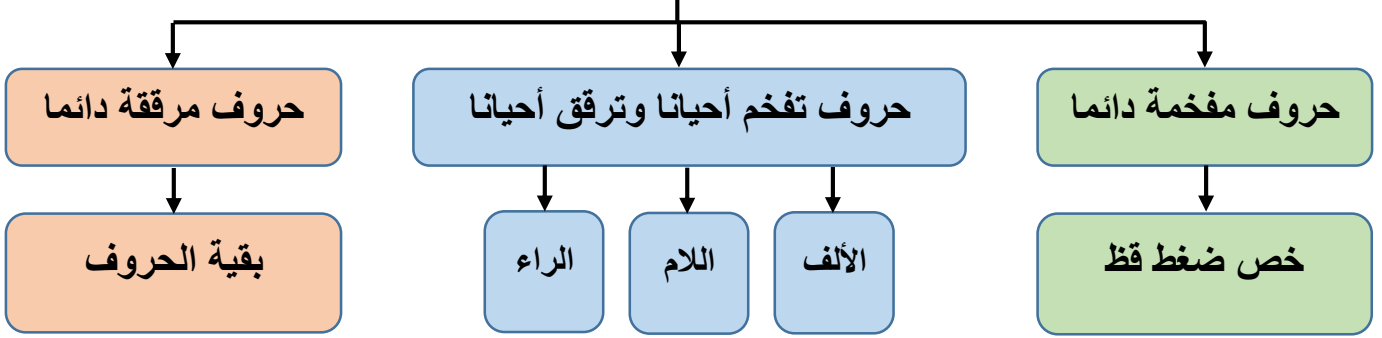 حروف مفخمة دائما
حروف تفخم أحيانا وترقق أحيانا
حروف مرققة دائما
خص ضغط قظ
الألف
اللام
الراء
بقية الحروف